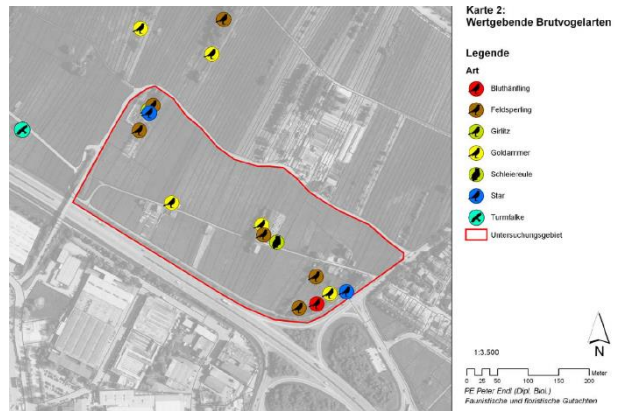 Karte 2:
Wertgebende Brutvogelarten
Legende
Art
Bluthänfling
Feldsperling
Girlitz
Goldammer
Schleiereule
Star
Turmfalke
Untersuchungsgebiet
N
1:3.500
0 25 50 100 150 200
Meter
PE Peter Endl (Dipl. Biol.)
Faunistische und floristische Gutachten